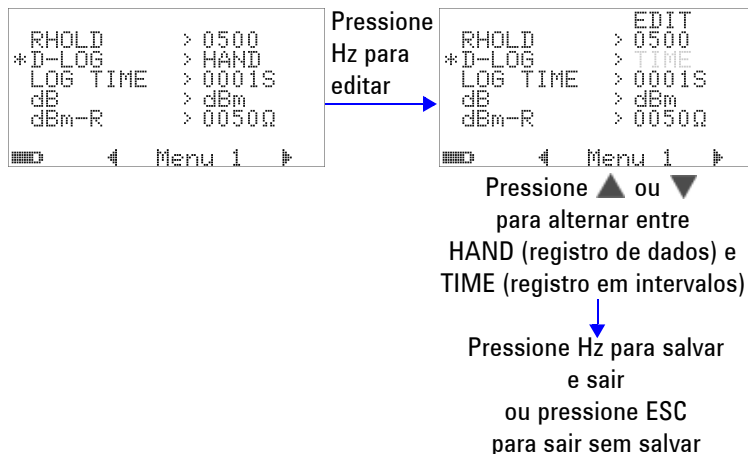 RHOLD > 0500
*D-LOG > HAND
LOG TIME > 0001S
dB > dBm
dBm-R > 0050Ω
Menu 1
Pressione
Hz para
editar
EDIT
RHOLD > 0500
*D-LOG > TIME
LOG TIME > 0001S
dB > dBm
dBm-R > 0050Ω
Menu 1
Pressione ▲ ou ▼
para alternar entre
HAND (registro de dados) e
TIME (registro em intervalos)
Pressione Hz para salvar
e sair
ou pressione ESC
para sair sem salvar